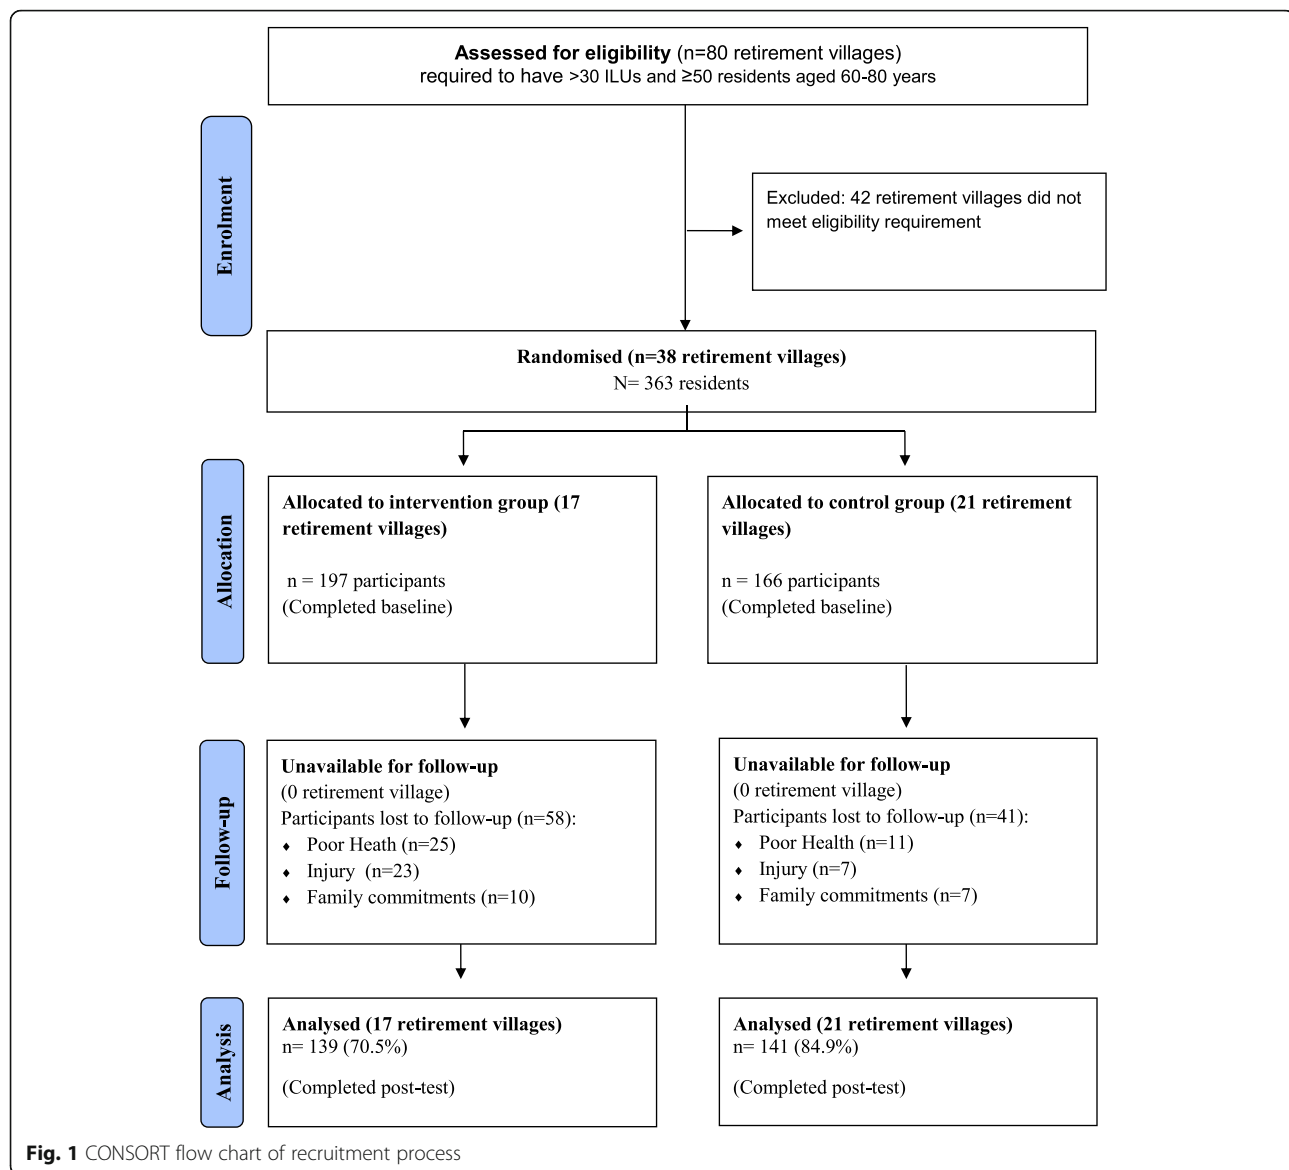 Assessed for eligibility (n=80 retirement villages)
required to have >30 ILUs and ≥50 residents aged 60-80 years
Enrolment
Excluded: 42 retirement villages did not
meet eligibility requirement
Randomised (n=38 retirement villages)
N= 363 residents
Allocation
Allocated to intervention group (17
retirement villages)
n = 197 participants
(Completed baseline)
Allocated to control group (21 retirement
villages)
n = 166 participants
(Completed baseline)
Follow-up
Unavailable for follow-up
(0 retirement village)
Participants lost to follow-up (n=58):
♦ Poor Heath (n=25)
♦ Injury (n=23)
♦ Family commitments (n=10)
Unavailable for follow-up
(0 retirement village)
Participants lost to follow-up (n=41):
♦ Poor Health (n=11)
♦ Injury (n=7)
♦ Family commitments (n=7)
Analysis
Analysed (17 retirement villages)
n= 139 (70.5%)
(Completed post-test)
Analysed (21 retirement villages)
n= 141 (84.9%)
(Completed post-test)
Fig. 1 CONSORT flow chart of recruitment process